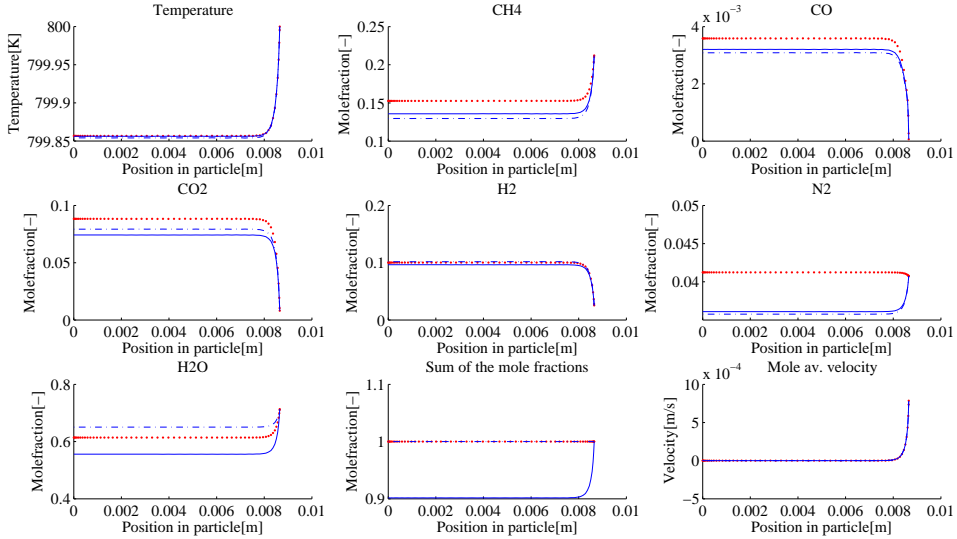 Temperature
800
799.95
799.9
799.85
Temperature[K]
0 0.002 0.004 0.006 0.008 0.01
Position in particle[m]
CH4
0.25
0.2
0.15
0.1
Molefraction[−]
0 0.002 0.004 0.006 0.008 0.01
Position in particle[m]
CO
x 10−3
4
2
0
Molefraction[−]
0 0.002 0.004 0.006 0.008 0.01
Position in particle[m]
CO2
0.1
0.05
0
Molefraction[−]
0 0.002 0.004 0.006 0.008 0.01
Position in particle[m]
H2
0.2
0.1
0
Molefraction[−]
0 0.002 0.004 0.006 0.008 0.01
Position in particle[m]
N2
0.05
0.045
0.04
Molefraction[−]
0 0.002 0.004 0.006 0.008 0.01
Position in particle[m]
H2O
0.8
0.6
0.4
Molefraction[−]
0 0.002 0.004 0.006 0.008 0.01
Position in particle[m]
Sum of the mole fractions
1.1
1
0.9
Molefraction[−]
0 0.002 0.004 0.006 0.008 0.01
Position in particle[m]
Mole av. velocity
x 10−4
10
5
0
−5
Velocity[m/s]
0 0.002 0.004 0.006 0.008 0.01
Position in particle[m]